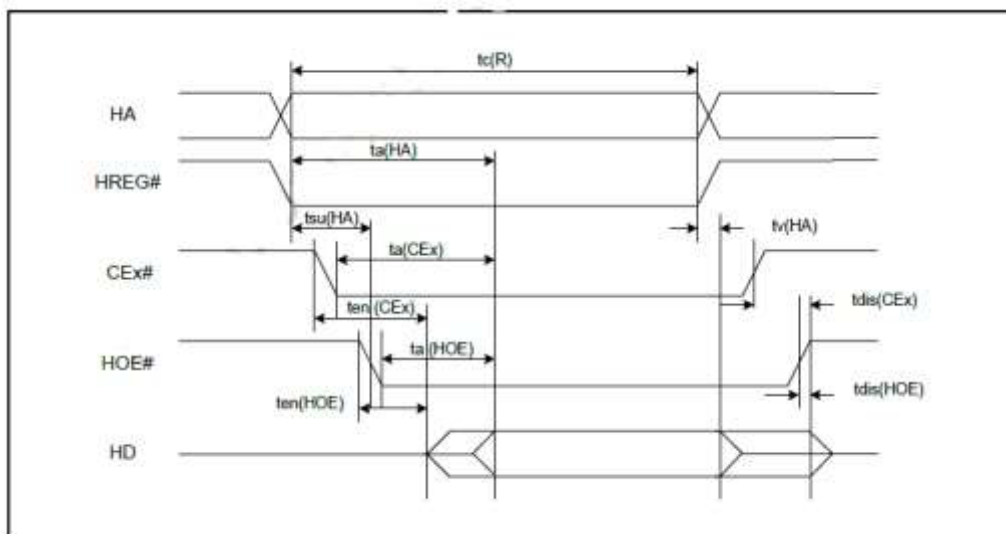 tc(R)
HA
ta(HA)
HREG#
tsu(HA)
tv(HA)
ta(CEx)
CEx#
ten (CEx)
tdis(CEx)
HOE#
ta (HOE)
ten(HOE)
tdis(HOE)
HD